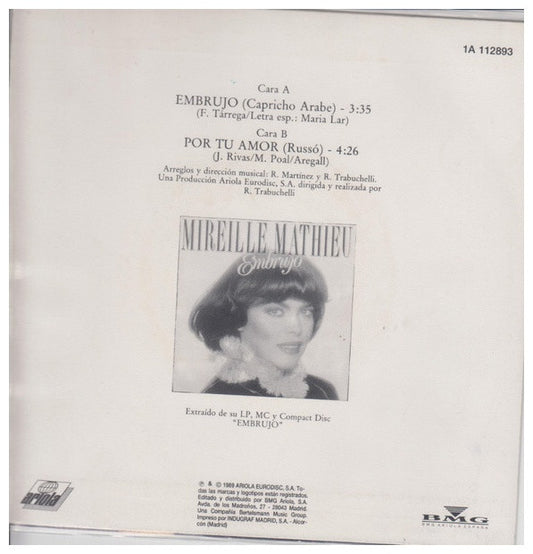 1A 112893
Cara A
EMBRUJO (Capricho Arabe) - 3:35
(F. Tárrega/Letra esp.: Maria Lar)
Cara B
POR TU AMOR (Russó) - 4:26
(J. Rivas/M. Poal/Aregall)
Arreglos y dirección musical: R. Martínez y R. Trabuchelli.
Una Producción Ariola Eurodisc, S.A. dirigida y realizada por
R. Trabuchelli
MIREILLE MATHIEU
Embrujo
Extraído de su LP, MC y Compact Disc
"EMBRUJO"
ariola
℗ & © 1989 ARIOLA EURODISC, S.A. To-
das las Marcas y logotipos están registrados.
Editado y distribuido por BMG Ariola, S.A.
Avda. de los Madroños, 27 - 28043 Madrid.
Una Compañía Bertelsmann Music Group.
Impreso por INDUGRAF MADRID, S.A. - Alcor-
cón (Madrid)
BMG
BMG ARIOLA ESPAÑA